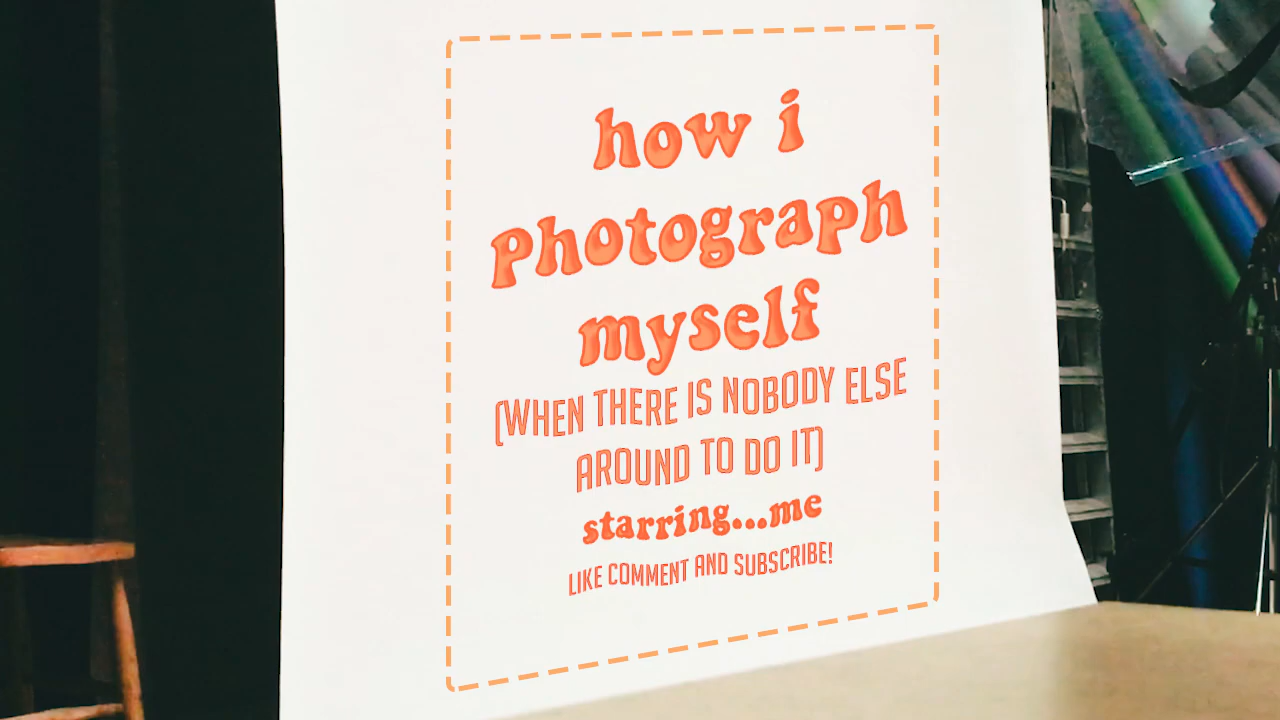 how i
Photograph
myself
(WHEN THERE IS NOBODY ELSE
AROUND TO DO IT)
starring...me
LIKE COMMENT AND SUBSCRIBE!